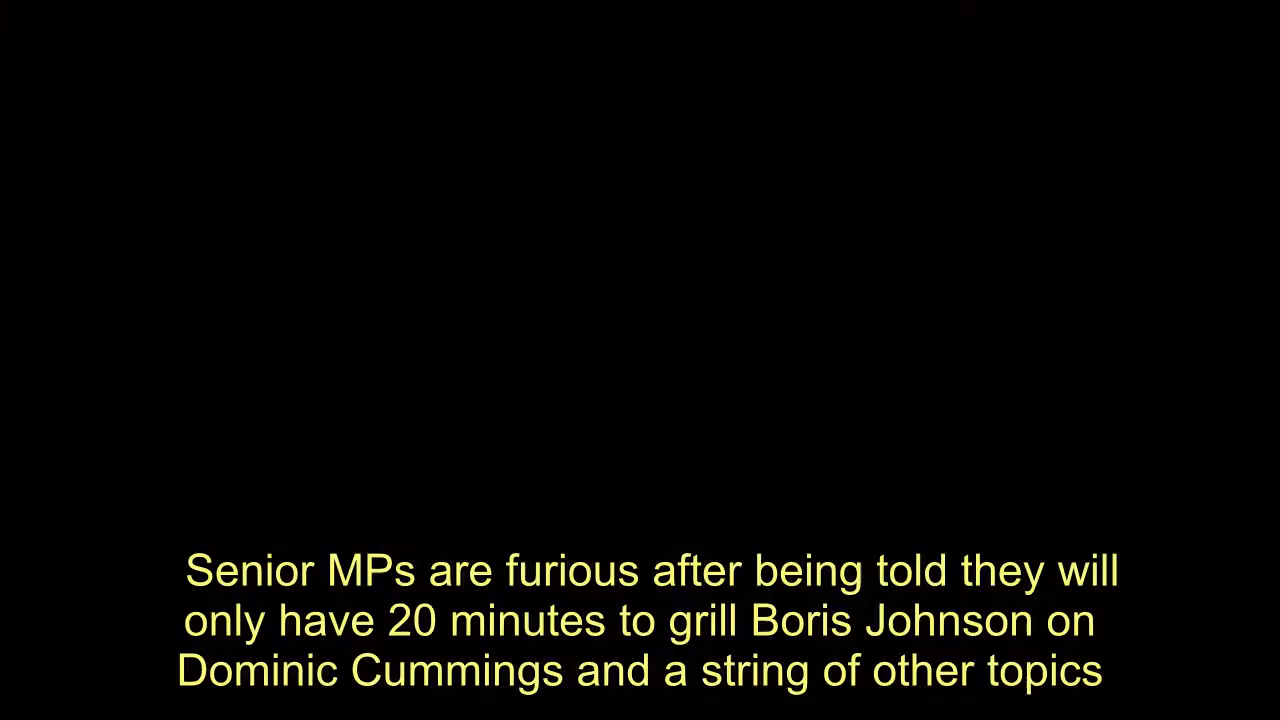 Senior MPs are furious after being told they will
only have 20 minutes to grill Boris Johnson on
Dominic Cummings and a string of other topics